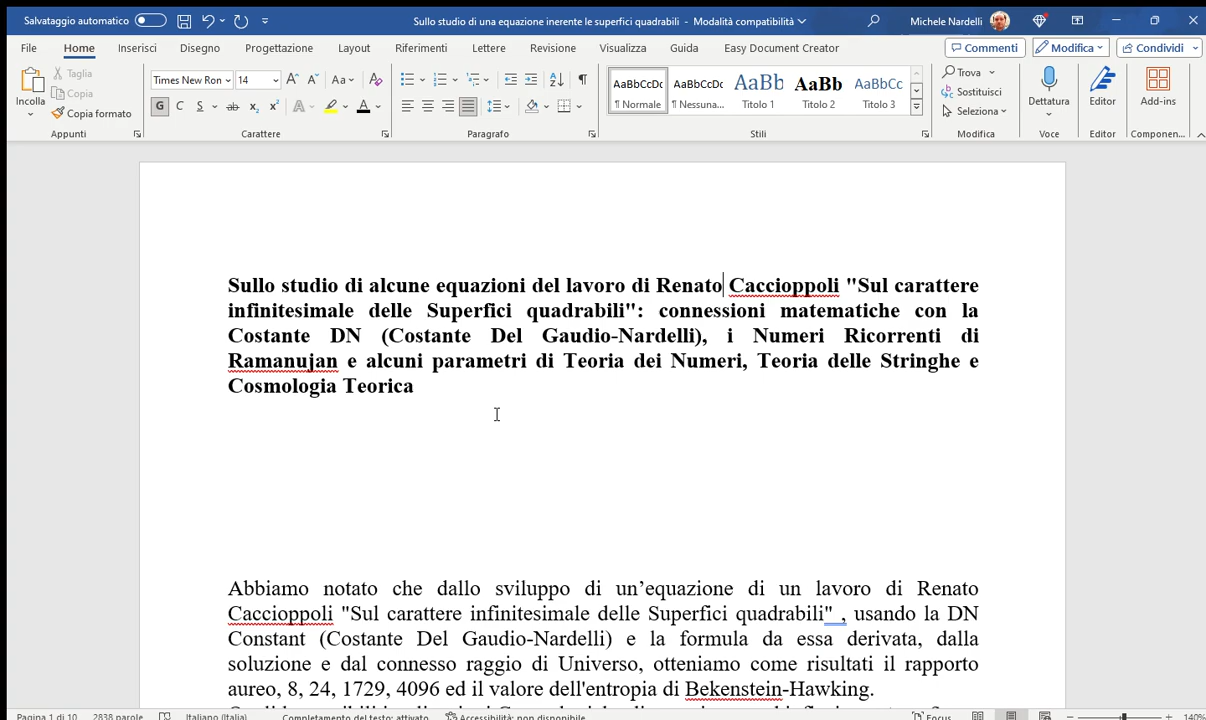 Salvataggio automatico
Sullo studio di una equazione inerente le superfici quadrabili - Modalità compatibilità
Michele Nardelli
File Home Inserisci Disegno Progettazione Layout Riferimenti Lettere Revisione Visualizza Guida Easy Document Creator
Commenti Modifica Condividi
Incolla
Taglia
Copia
Copia formato
Times New Ron 14
AaBbCcDc AaBbCcDc AaBb AaBb AaBbCc
¶ Normale ¶ Nessuna... Titolo 1 Titolo 2 Titolo 3
Trova
Sostituisci
Seleziona
Dettatura Editor Add-ins
Appunti Carattere Paragrafo Stili Modifica Voce Editor Componen...
Sullo studio di alcune equazioni del lavoro di Renato Caccioppoli "Sul carattere
infinitesimale delle Superfici quadrabili": connessioni matematiche con la
Costante DN (Costante Del Gaudio-Nardelli), i Numeri Ricorrenti di
Ramanujan e alcuni parametri di Teoria dei Numeri, Teoria delle Stringhe e
Cosmologia Teorica
Abbiamo notato che dallo sviluppo di un’equazione di un lavoro di Renato
Caccioppoli "Sul carattere infinitesimale delle Superfici quadrabili" , usando la DN
Constant (Costante Del Gaudio-Nardelli) e la formula da essa derivata, dalla
soluzione e dal connesso raggio di Universo, otteniamo come risultati il rapporto
aureo, 8, 24, 1729, 4096 ed il valore dell'entropia di Bekenstein-Hawking.
Pagina 1 di 10 2838 parole Italiano (Italia) Completamento del testo: attivato Accessibilità: non disponibile Focus 140%